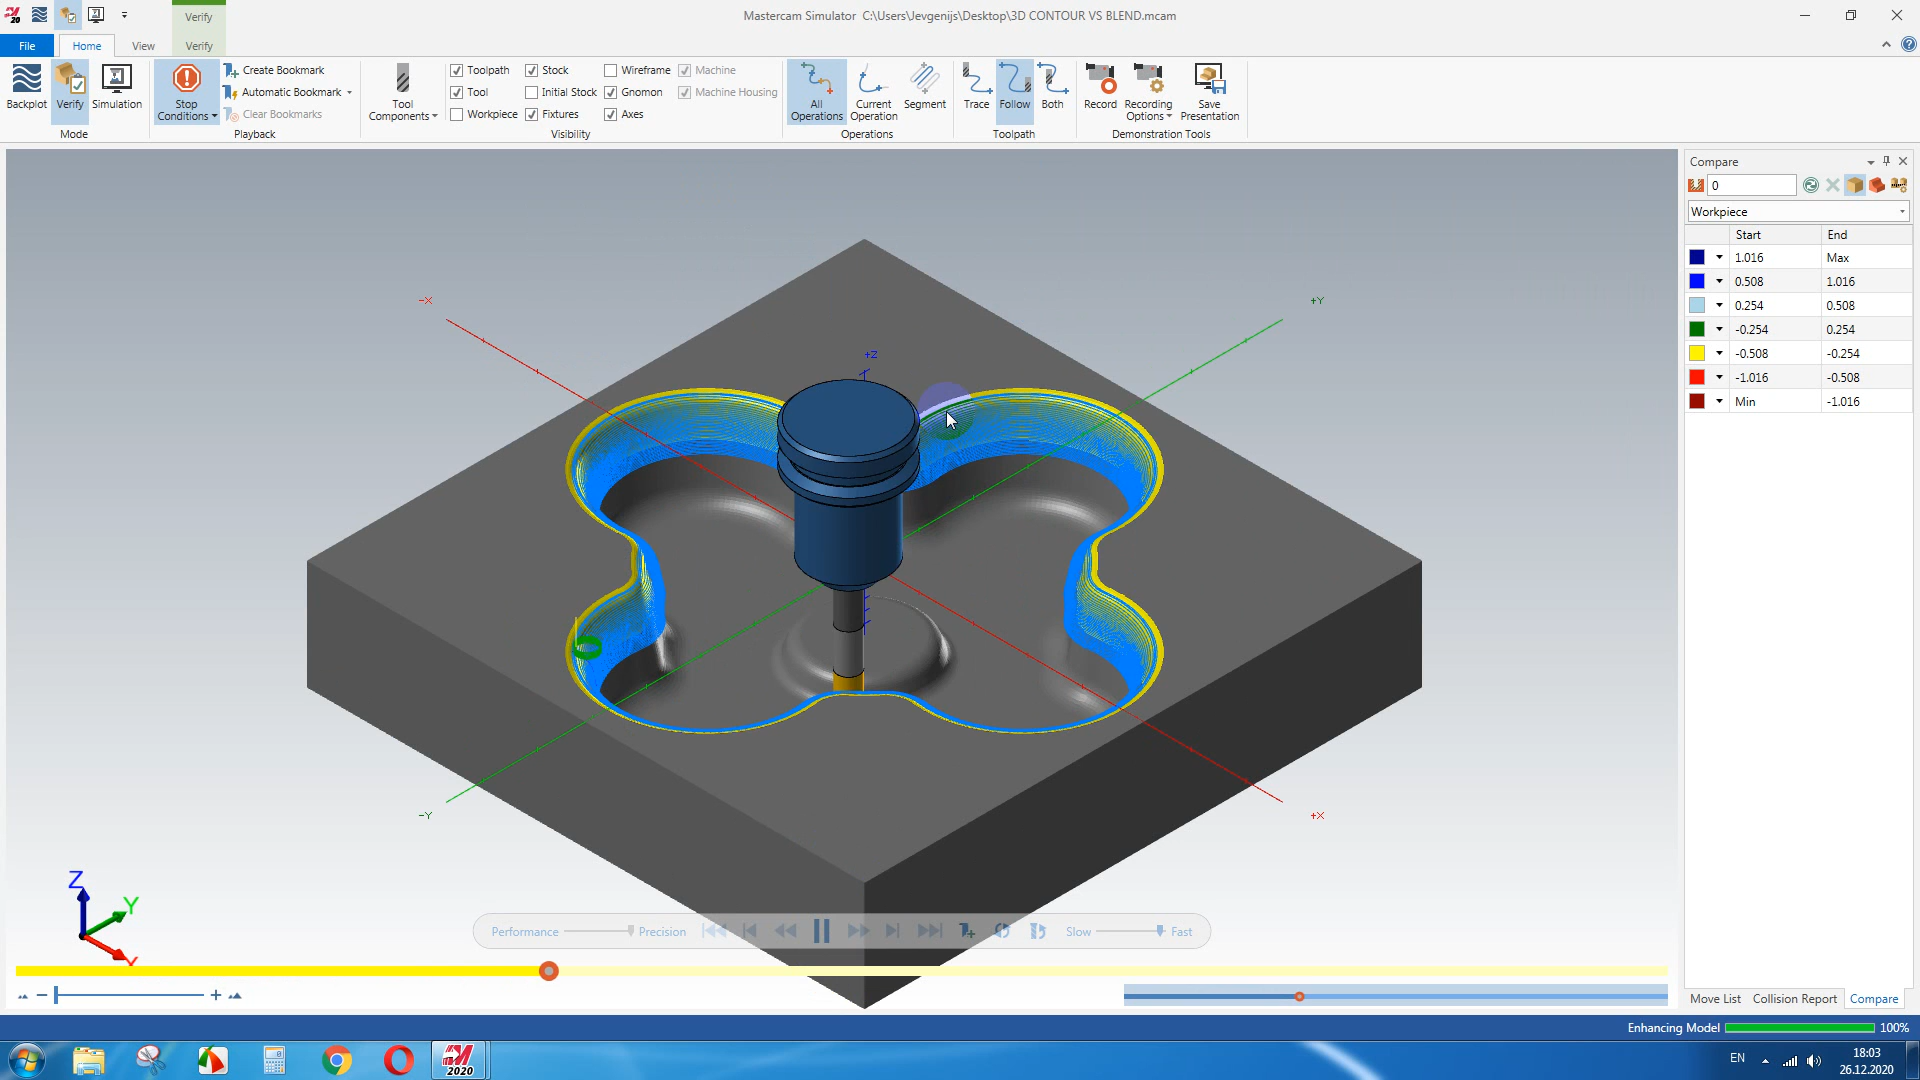 Verify
Mastercam Simulator  C:\Users\Jevgenijs\Desktop\3D CONTOUR VS BLEND.mcam
20
File
Home
View
Verify
Backplot
Verify
Simulation
Mode
Stop Conditions
Create Bookmark
Automatic Bookmark
Clear Bookmarks
Playback
Tool Components
Toolpath
Stock
Wireframe
Machine
Tool
Initial Stock
Gnomon
Machine Housing
Workpiece
Fixtures
Axes
Visibility
All Operations
Current Operation
Segment
Operations
Trace
Follow
Both
Toolpath
Record
Recording Options
Save Presentation
Demonstration Tools
Compare
0
Workpiece
Start End
1.016 Max
0.508 1.016
0.254 0.508
-0.254 0.254
-0.508 -0.254
-1.016 -0.508
Min -1.016
-X
+Y
+Z
-Y
+X
Z
Y
X
Performance
Precision
Slow
Fast
Move List
Collision Report
Compare
Enhancing Model
100%
2020
EN
18:03
26.12.2020